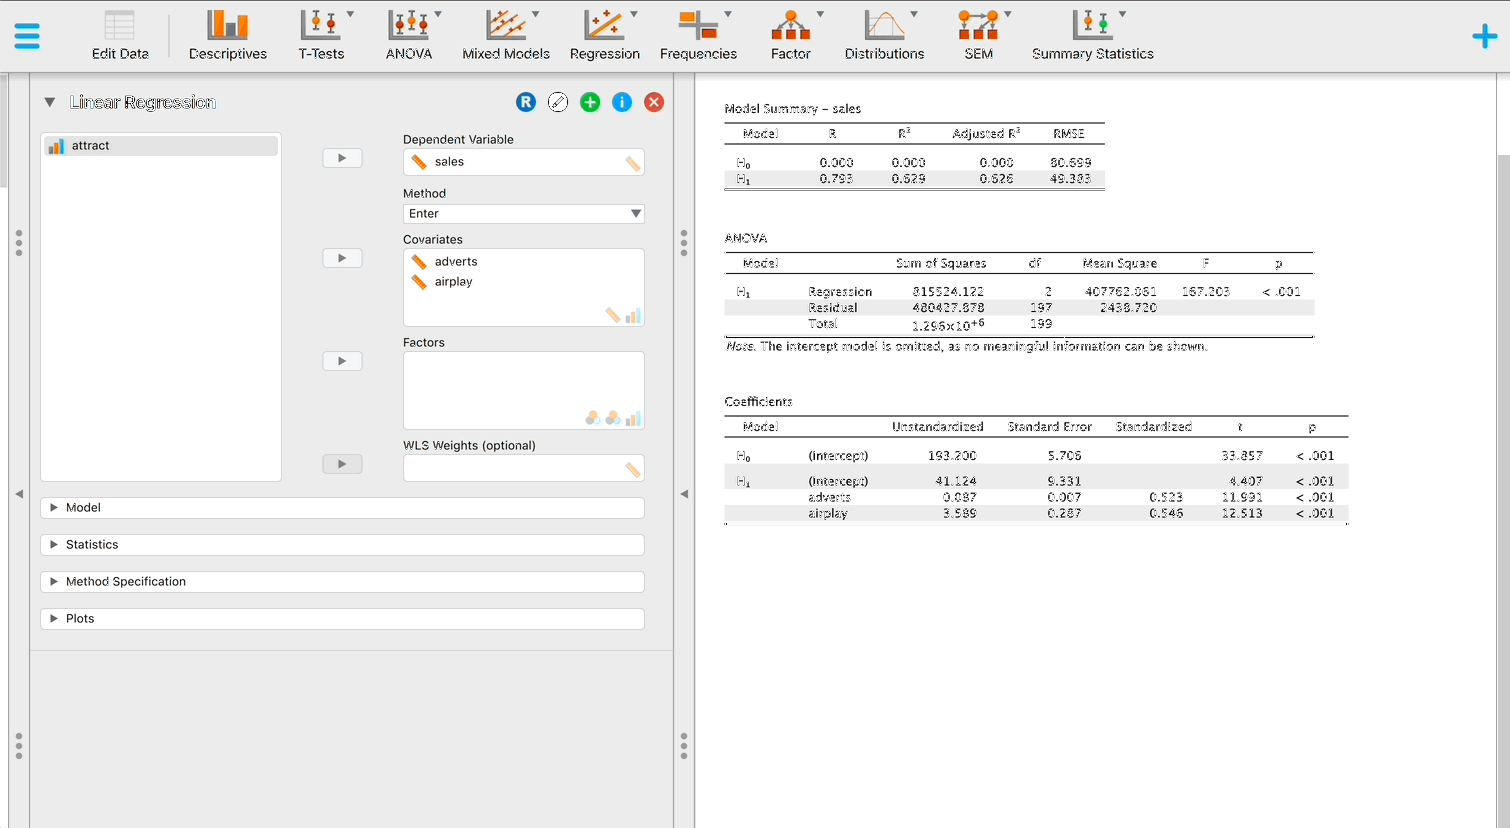 Edit Data
Descriptives
T-Tests
ANOVA
Mixed Models
Regression
Frequencies
Factor
Distributions
SEM
Summary Statistics
Linear Regression
R
i
attract
Dependent Variable
sales
Method
Enter
Covariates
adverts
airplay
Factors
WLS Weights (optional)
Model
Statistics
Method Specification
Plots
Model Summary – sales
Model R R² Adjusted R² RMSE
H₀ 0.000 0.000 0.000 80.699
H₁ 0.793 0.629 0.626 49.383
ANOVA
Model Sum of Squares df Mean Square F p
H₁ Regression 815524.122 2 407762.061 167.203 < .001
Residual 480427.878 197 2438.720
Total 1.296×10⁺⁶ 199
Note. The intercept model is omitted, as no meaningful information can be shown.
Coefficients
Model Unstandardized Standard Error Standardized t p
H₀ (Intercept) 193.200 5.706 33.857 < .001
H₁ (Intercept) 41.124 9.331 4.407 < .001
adverts 0.087 0.007 0.523 11.991 < .001
airplay 3.589 0.287 0.546 12.513 < .001